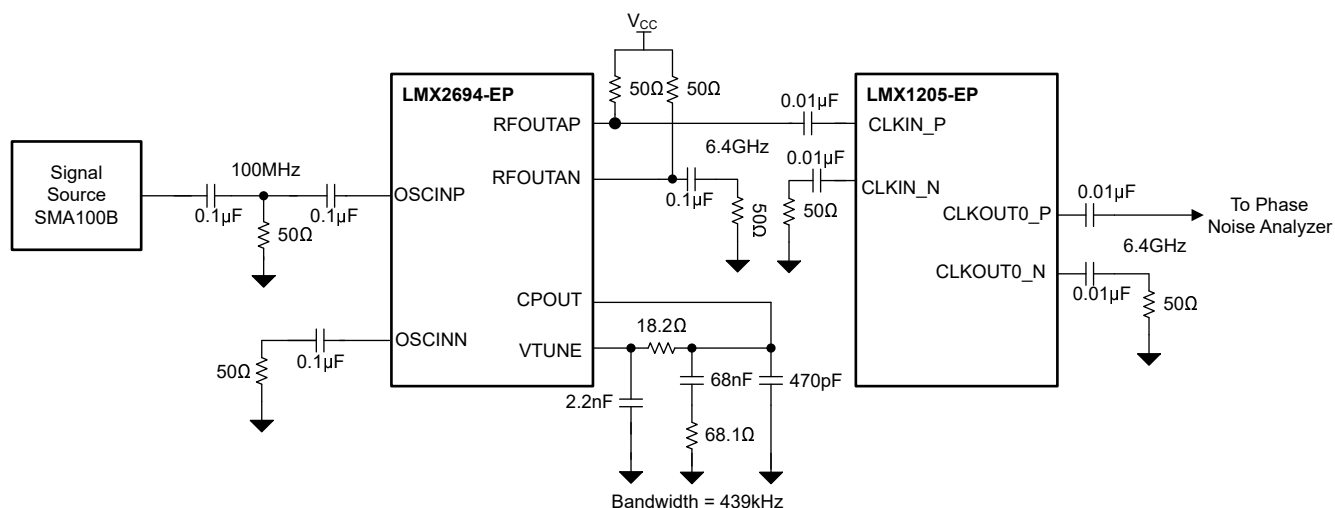 VCC
LMX2694-EP
LMX1205-EP
50Ω
50Ω
0.01µF
RFOUTAP
CLKIN_P
Signal
Source
SMA100B
100MHz
6.4GHz
0.01µF
RFOUTAN
CLKIN_N
OSCINP
0.1µF
0.1µF
50Ω
0.1µF
50Ω
50Ω
0.01µF
CLKOUT0_P
To Phase
Noise Analyzer
6.4GHz
CLKOUT0_N
0.01µF
50Ω
CPOUT
18.2Ω
OSCINN
VTUNE
0.1µF
50Ω
68nF
470pF
2.2nF
68.1Ω
Bandwidth = 439kHz